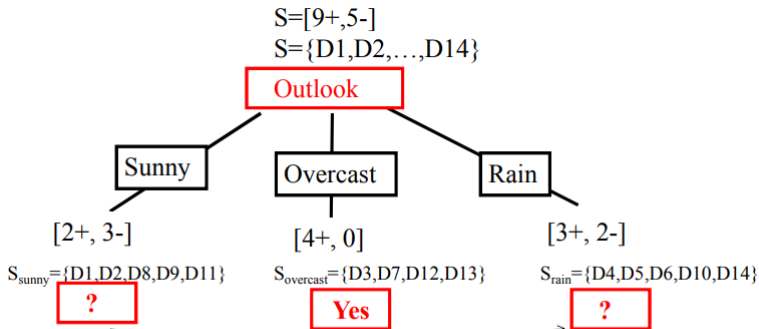 S=[9+,5-]
S={D1,D2,…,D14}
Outlook
Sunny Overcast Rain
[2+, 3-] [4+, 0] [3+, 2-]
Ssunny={D1,D2,D8,D9,D11} Sovercast={D3,D7,D12,D13} Srain={D4,D5,D6,D10,D14}
? Yes ?